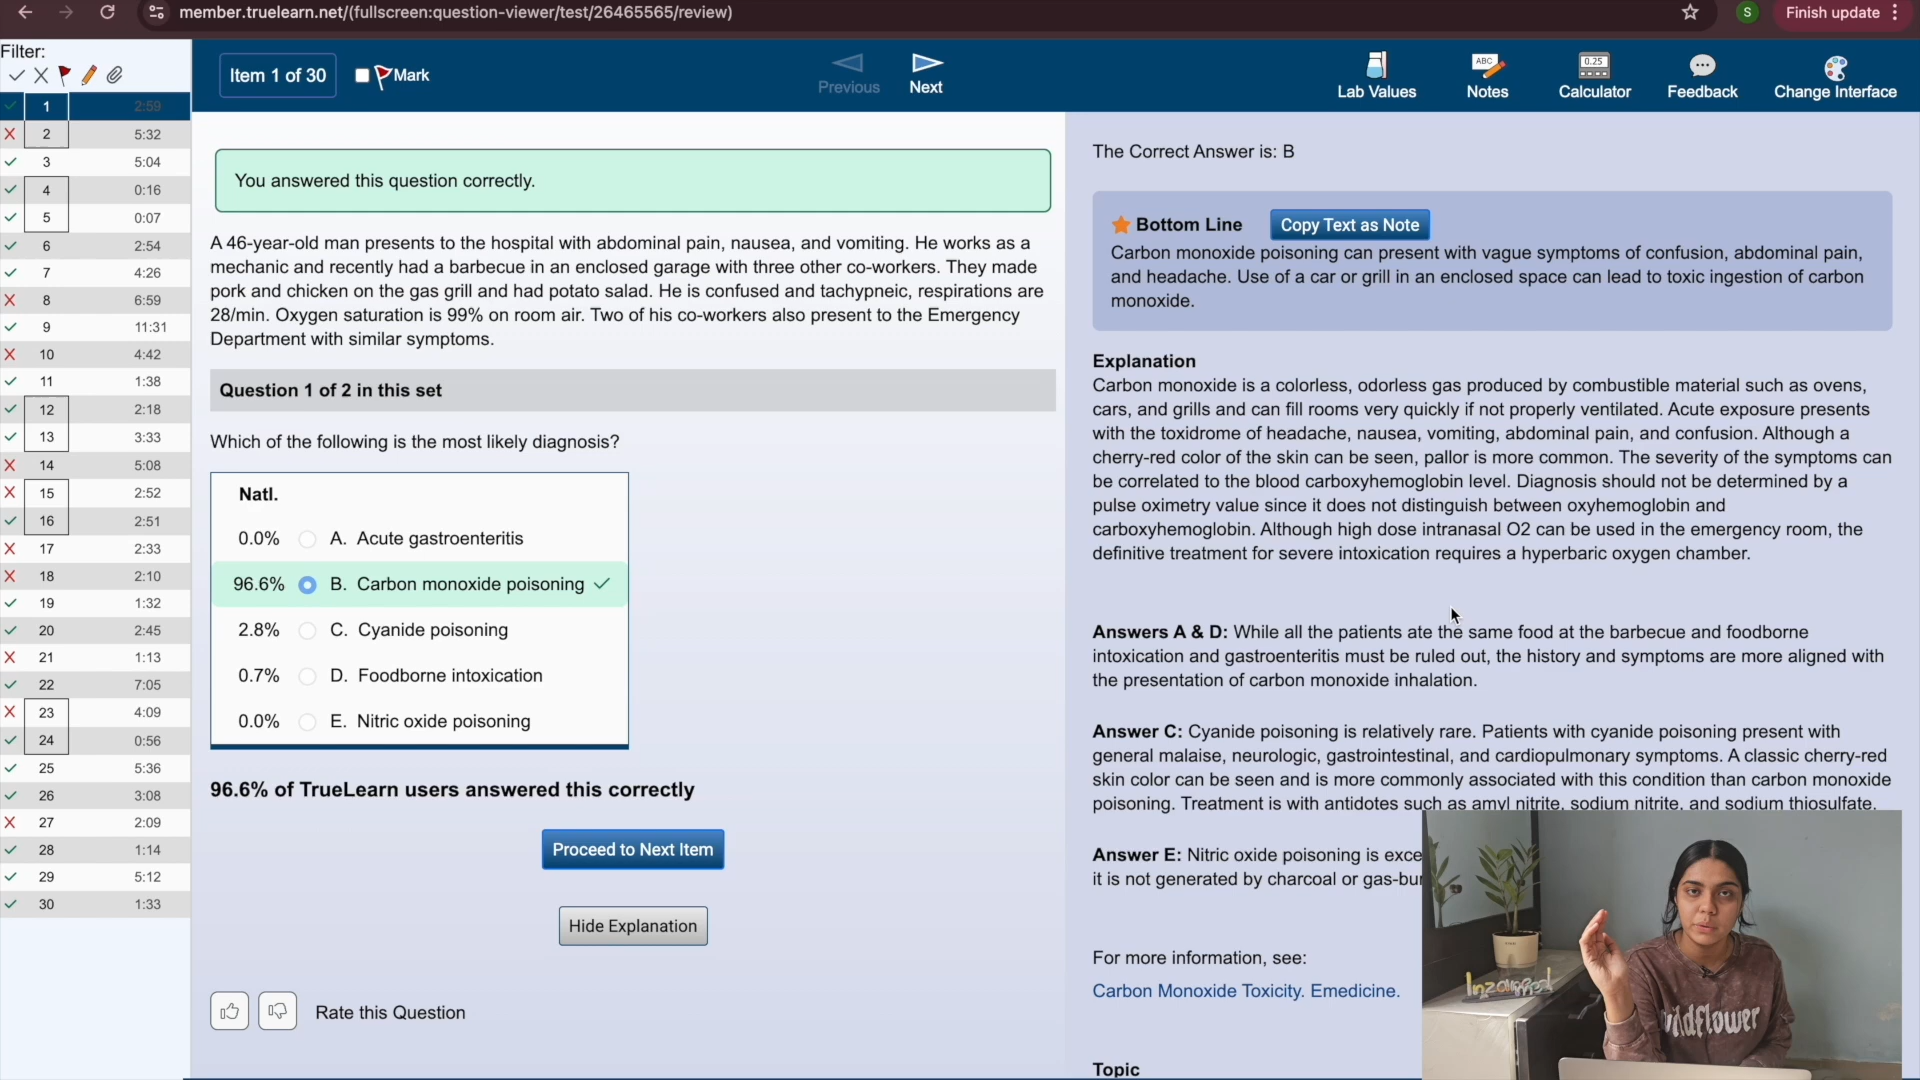 member.truelearn.net/(fullscreen:question-viewer/test/26465565/review)
S
Finish update
Filter:
Item 1 of 30
Mark
Previous
Next
Lab Values
ABC
Notes
0.25
Calculator
Feedback
Change Interface
1 2:59
2 5:32
3 5:04
4 0:16
5 0:07
6 2:54
7 4:26
8 6:59
9 11:31
10 4:42
11 1:38
12 2:18
13 3:33
14 5:08
15 2:52
16 2:51
17 2:33
18 2:10
19 1:32
20 2:45
21 1:13
22 7:05
23 4:09
24 0:56
25 5:36
26 3:08
27 2:09
28 1:14
29 5:12
30 1:33
You answered this question correctly.
A 46-year-old man presents to the hospital with abdominal pain, nausea, and vomiting. He works as a
mechanic and recently had a barbecue in an enclosed garage with three other co-workers. They made
pork and chicken on the gas grill and had potato salad. He is confused and tachypneic, respirations are
28/min. Oxygen saturation is 99% on room air. Two of his co-workers also present to the Emergency
Department with similar symptoms.
Question 1 of 2 in this set
Which of the following is the most likely diagnosis?
Natl.
0.0% A. Acute gastroenteritis
96.6% B. Carbon monoxide poisoning
2.8% C. Cyanide poisoning
0.7% D. Foodborne intoxication
0.0% E. Nitric oxide poisoning
96.6% of TrueLearn users answered this correctly
Proceed to Next Item
Hide Explanation
Rate this Question
The Correct Answer is: B
Bottom Line
Copy Text as Note
Carbon monoxide poisoning can present with vague symptoms of confusion, abdominal pain,
and headache. Use of a car or grill in an enclosed space can lead to toxic ingestion of carbon
monoxide.
Explanation
Carbon monoxide is a colorless, odorless gas produced by combustible material such as ovens,
cars, and grills and can fill rooms very quickly if not properly ventilated. Acute exposure presents
with the toxidrome of headache, nausea, vomiting, abdominal pain, and confusion. Although a
cherry-red color of the skin can be seen, pallor is more common. The severity of the symptoms can
be correlated to the blood carboxyhemoglobin level. Diagnosis should not be determined by a
pulse oximetry value since it does not distinguish between oxyhemoglobin and
carboxyhemoglobin. Although high dose intranasal O2 can be used in the emergency room, the
definitive treatment for severe intoxication requires a hyperbaric oxygen chamber.
Answers A & D: While all the patients ate the same food at the barbecue and foodborne
intoxication and gastroenteritis must be ruled out, the history and symptoms are more aligned with
the presentation of carbon monoxide inhalation.
Answer C: Cyanide poisoning is relatively rare. Patients with cyanide poisoning present with
general malaise, neurologic, gastrointestinal, and cardiopulmonary symptoms. A classic cherry-red
skin color can be seen and is more commonly associated with this condition than carbon monoxide
poisoning. Treatment is with antidotes such as amyl nitrite, sodium nitrite, and sodium thiosulfate.
Answer E: Nitric oxide poisoning is exce
it is not generated by charcoal or gas-bur
For more information, see:
Carbon Monoxide Toxicity. Emedicine.
Topic